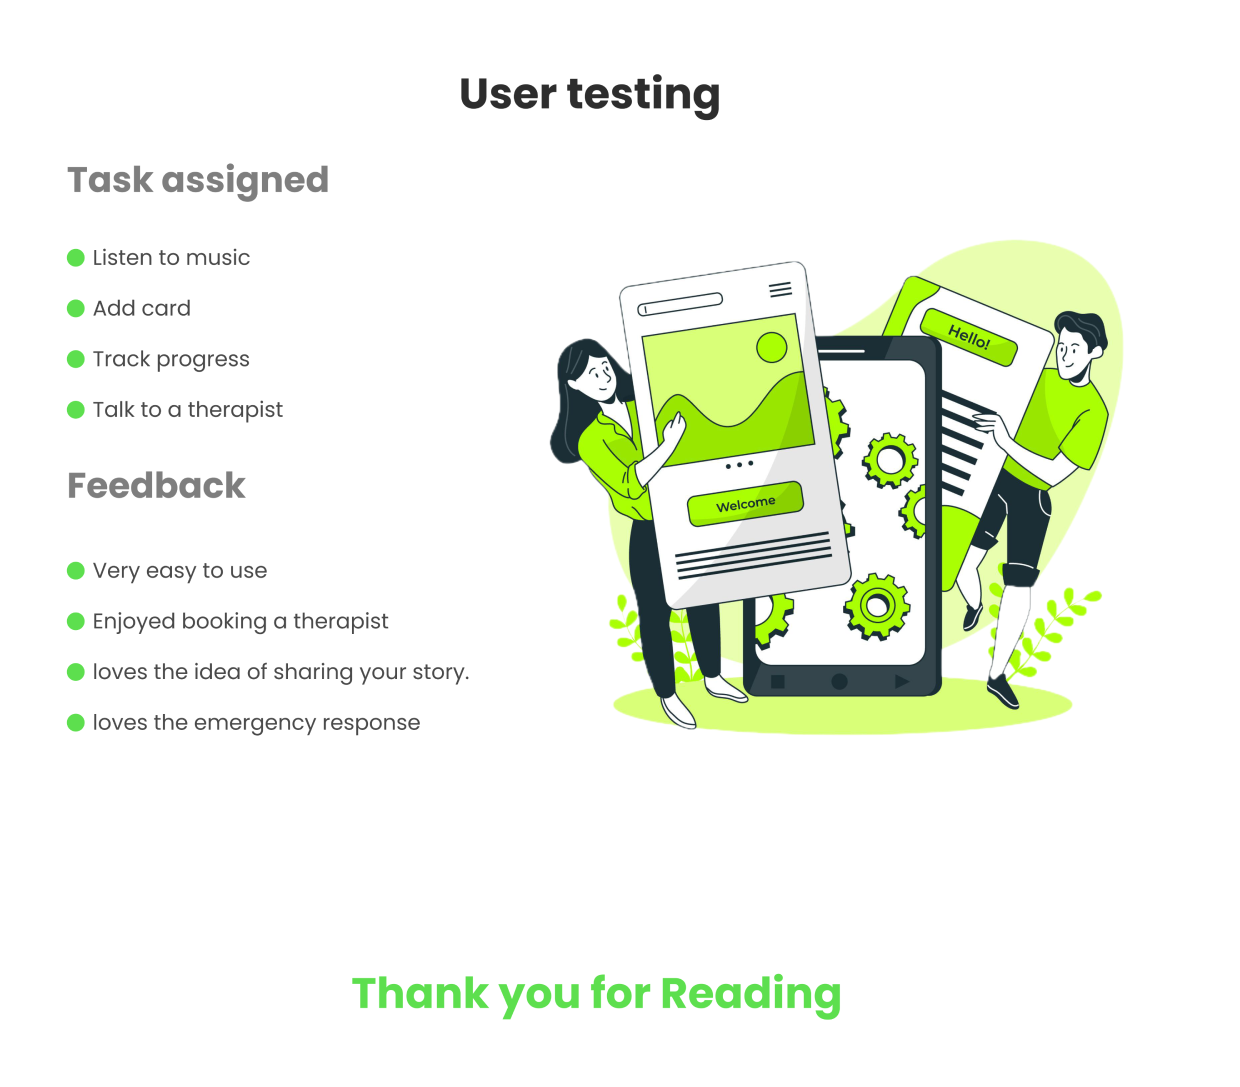 User testing
Task assigned
Listen to music
Add card
Track progress
Talk to a therapist
Feedback
Very easy to use
Enjoyed booking a therapist
loves the idea of sharing your story.
loves the emergency response
Hello!
Welcome
Thank you for Reading